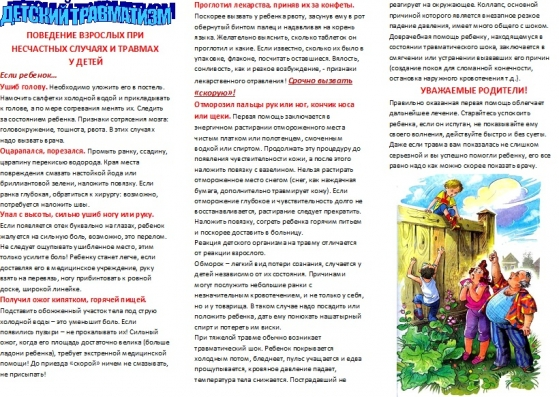 ДЕТСКИЙ ТРАВМАТИЗМ
ПОВЕДЕНИЕ ВЗРОСЛЫХ ПРИ
НЕСЧАСТНЫХ СЛУЧАЯХ И ТРАВМАХ
У ДЕТЕЙ
Если ребенок...
Ушиб голову. Необходимо уложить его в постель.
Намочить салфетки холодной водой и прикладывать
к голове, а по мере согревания менять их. Следить
за состоянием ребенка. Признаки сотрясения мозга:
головокружение, тошнота, рвота. В этих случаях
надо вызвать врача.
Оцарапался, порезался. Промыть ранку, ссадину,
царапину перекисью водорода. Края места
повреждения смазать настойкой йода или
бриллиантовой зелени, наложить повязку. Если
ранка глубокая, обратиться к хирургу: возможно,
потребуется наложить швы.
Упал с высоты, сильно ушиб ногу или руку.
Если появляется отек буквально на глазах, ребенок
жалуется на сильную боль, возможно, это перелом.
Не следует ощупывать ушибленное место, этим
только усилите боль! Ребенку станет легче, если
доставляя его в медицинское учреждение, руку
взять на перевязь, ногу прибинтовать к ровной
доске, широкой линейке.
Получил ожог кипятком, горячей пищей.
Подставить обожженный участок тела под струю
холодной воды – это уменьшит боль. Если
появились пузыри – не прокалывать их! Сильный
ожог, когда его площадь достаточно велика (больше
ладони ребенка), требует экстренной медицинской
помощи! До приезда «скорой» ничем не смазывать,
не присыпать!
Проглотил лекарства, приняв их за конфеты.
Поскорее вызвать у ребенка рвоту, засунув ему в рот
обернутый бинтом палец и надавливая на корень
языка. Желательно выяснить, сколько таблеток он
проглотил и какие. Если известно, сколько их было в
упаковке, флаконе, посчитать оставшиеся. Вялость,
сонливость, как и резкое возбуждение, - признаки
лекарственного отравления! Срочно вызвать
«скорую»!
Отморозил пальцы рук или ног, кончик носа
или щеки. Первая помощь заключается в
энергичном растирании отмороженного места
чистым платком или полотенцем, смоченным
водкой или спиртом. Продолжать эту процедуру до
появления чувствительности кожи, а после этого
наложить повязку с вазелином. Нельзя растирать
отмороженное место снегом (снег, как наждачная
бумага, дополнительно травмирует кожу). Если
отморожение глубокое и чувствительность долго не
восстанавливается, растирание следует прекратить.
Наложить повязку, согреть ребенка горячим питьем
и поскорее доставить в больницу.
Реакция детского организма на травму отличается
от реакции взрослого.
Обморок – легкий вид потери сознания, случается у
детей независимо от их состояния. Причинами
могут послужить небольшие ранки с
незначительным кровотечением, и не только у себя,
но и у товарища. В таком случае надо посадить или
положить ребенка, дать ему понюхать нашатырный
спирт и потереть им виски.
При тяжелой травме обычно возникает
травматический шок. Ребенок покрывается
холодным потом, бледнеет, пульс учащается и едва
прощупывается, кровяное давление падает,
температура тела снижается. Пострадавший не
реагирует на окружающее. Коллапс, основной
причиной которого является внезапное резкое
падение давления, имеет много общего с шоком.
Доврачебная помощь ребенку, находящемуся в
состоянии травматического шока, заключается в
смягчении или устранении вызвавших его причин
(создание покоя для сломанной конечности,
остановка наружного кровотечения т.д.).
УВАЖАЕМЫЕ РОДИТЕЛИ!
Правильно оказанная первая помощь облегчает
дальнейшее лечение. Старайтесь успокоить
ребенка, если он испуган, не показывайте ему
своего волнения, действуйте быстро и без суеты.
Даже если травма вам показалась не слишком
серьезной и вы успешно помогли ребенку, его все
равно надо как можно скорее показать врачу.